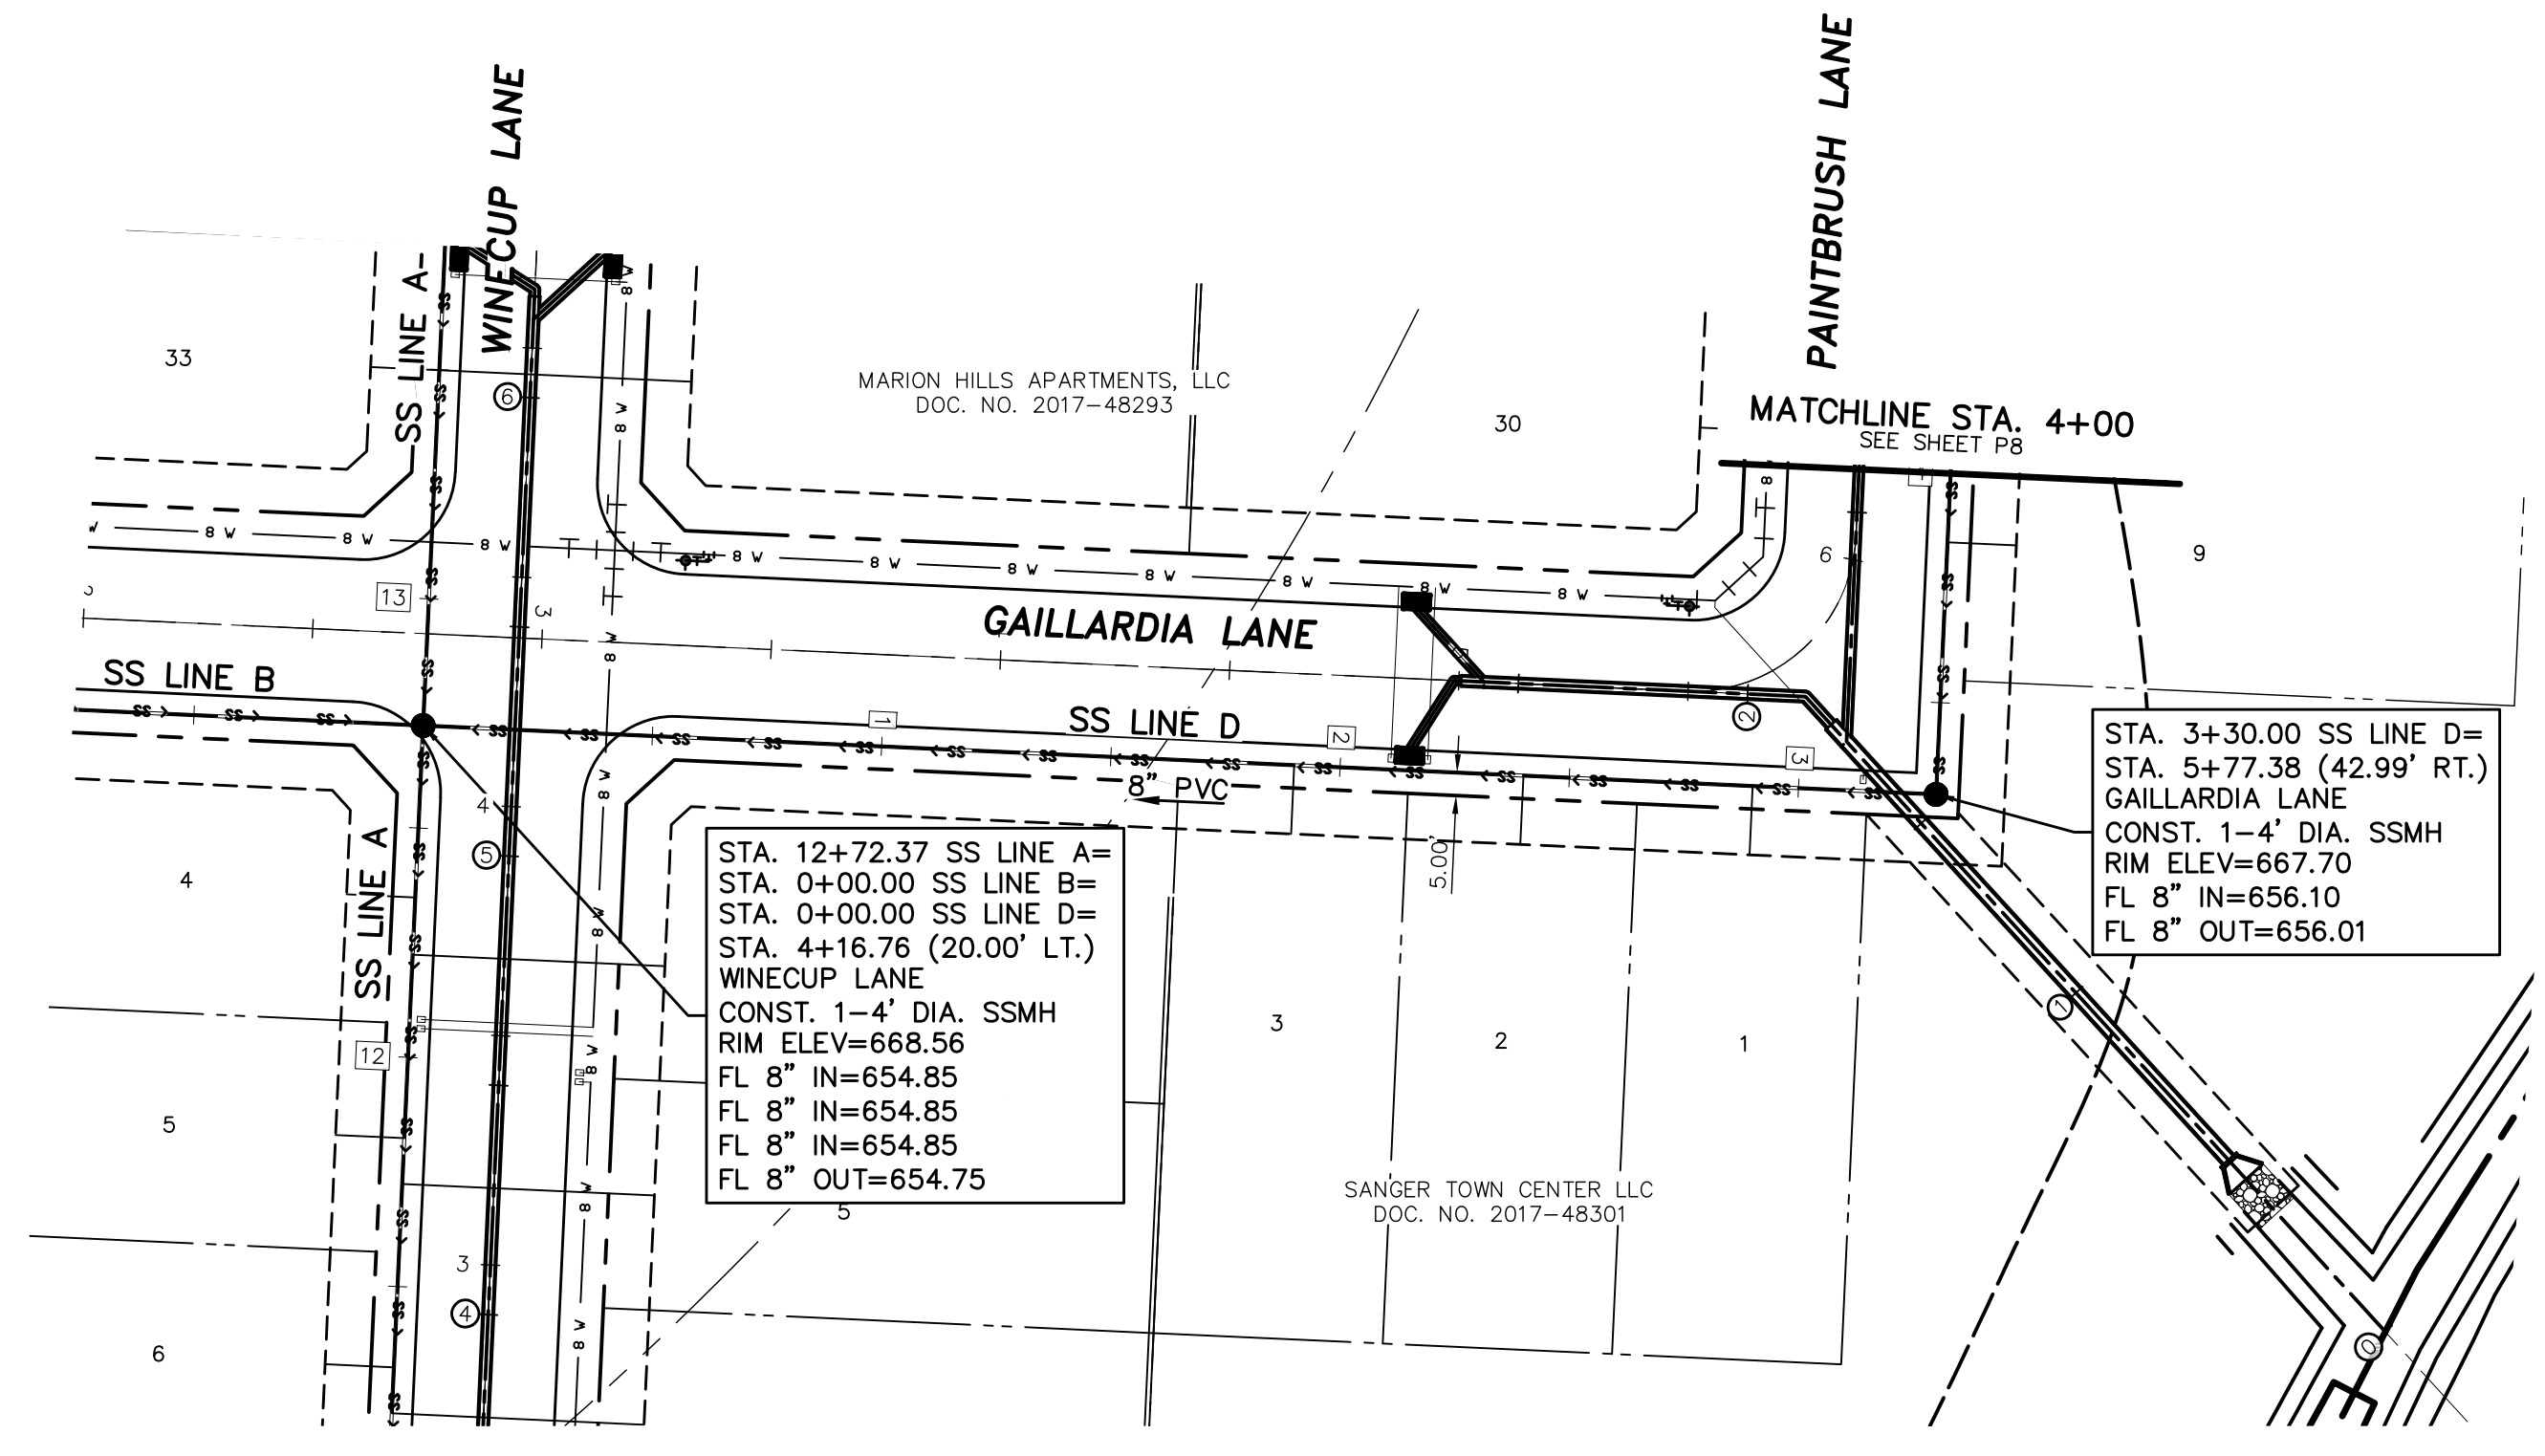 WINECUP LANE
PAINTBRUSH LANE
SS LINE A
33
MARION HILLS APARTMENTS, LLC
DOC. NO. 2017-48293
30
MATCHLINE STA. 4+00
SEE SHEET P8
6
6
9
8 W
8 W
8 W
8 W
8 W
8 W
8 W
8 W
8 W
8 W
8 W
13
3
GAILLARDIA LANE
SS LINE B
SS LINE D
1
2
2
3
8" PVC
5.00'
4
5
4
SS LINE A
STA. 12+72.37 SS LINE A=
STA. 0+00.00 SS LINE B=
STA. 0+00.00 SS LINE D=
STA. 4+16.76 (20.00' LT.)
WINECUP LANE
CONST. 1-4' DIA. SSMH
RIM ELEV=668.56
FL 8" IN=654.85
FL 8" IN=654.85
FL 8" IN=654.85
FL 8" OUT=654.75
STA. 3+30.00 SS LINE D=
STA. 5+77.38 (42.99' RT.)
GAILLARDIA LANE
CONST. 1-4' DIA. SSMH
RIM ELEV=667.70
FL 8" IN=656.10
FL 8" OUT=656.01
3
2
1
1
12
5
5
SANGER TOWN CENTER LLC
DOC. NO. 2017-48301
3
4
6
0